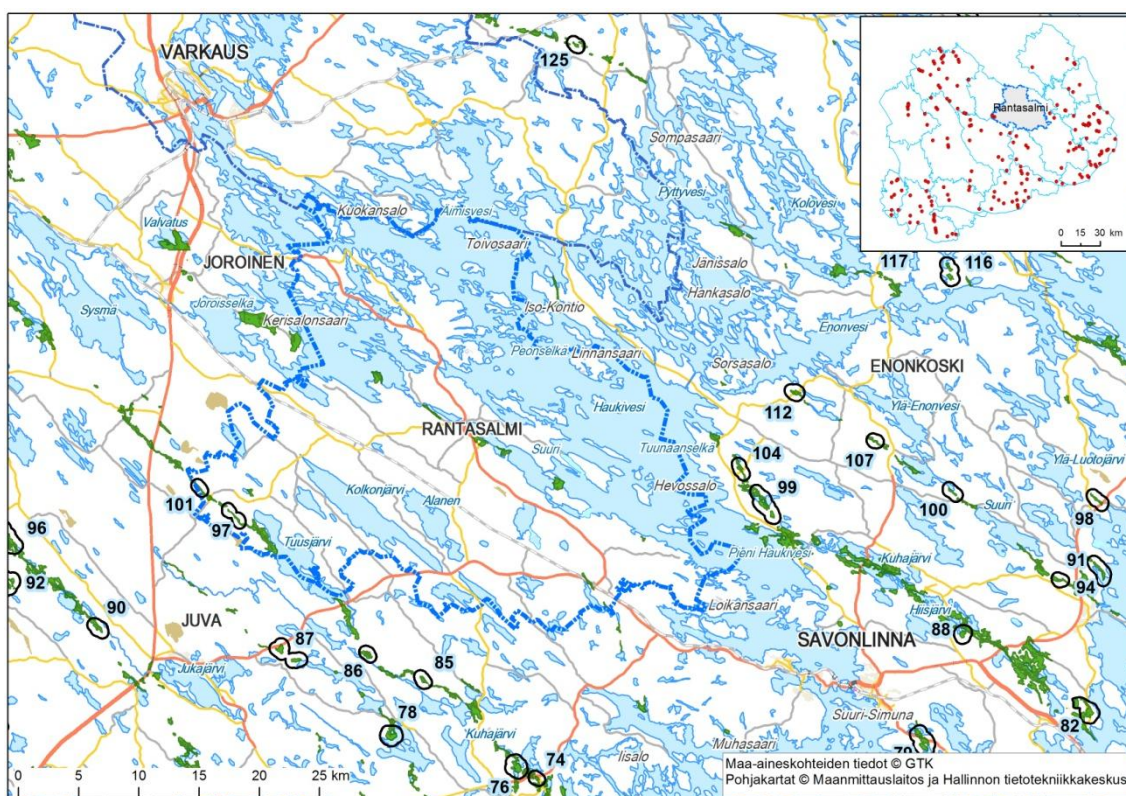 VARKAUS
125
Rantasalmi
0 15 30 km
Sompasaari
Pyttyvesi
Kolovesi
Kuokansalo
Äimisvesi
Toivosaari
Valvatus
JOROINEN
Jänissalo
Hankasalo
117
116
Sysmä
Joroisselkä
Kerisalonsaari
Iso-Kontio
Enonvesi
Peonselkä
Linnansaari
Sorsasalo
ENONKOSKI
Haukivesi
112
Ylä-Enonvesi
RANTASALMI
Tuunaanselkä
107
Ylä-Luotojärvi
Suuri
104
Kolkonjärvi
Hevossalo
99
101
Alanen
100
Suuri
98
97
96
Tuusjärvi
Pieni Haukivesi
Kuhajärvi
91
92
94
Loikansaari
Hiisjärvi
90
JUVA
87
SAVONLINNA
88
86
85
Jukajärvi
78
Suuri-Simuna
82
Kuhajärvi
Muhasaari
79
Iisalo
74
76
0 5 10 15 20 25 km
Maa-aineskohteiden tiedot © GTK
Pohjakartat © Maanmittauslaitos ja Hallinnon tietotekniikkakeskus